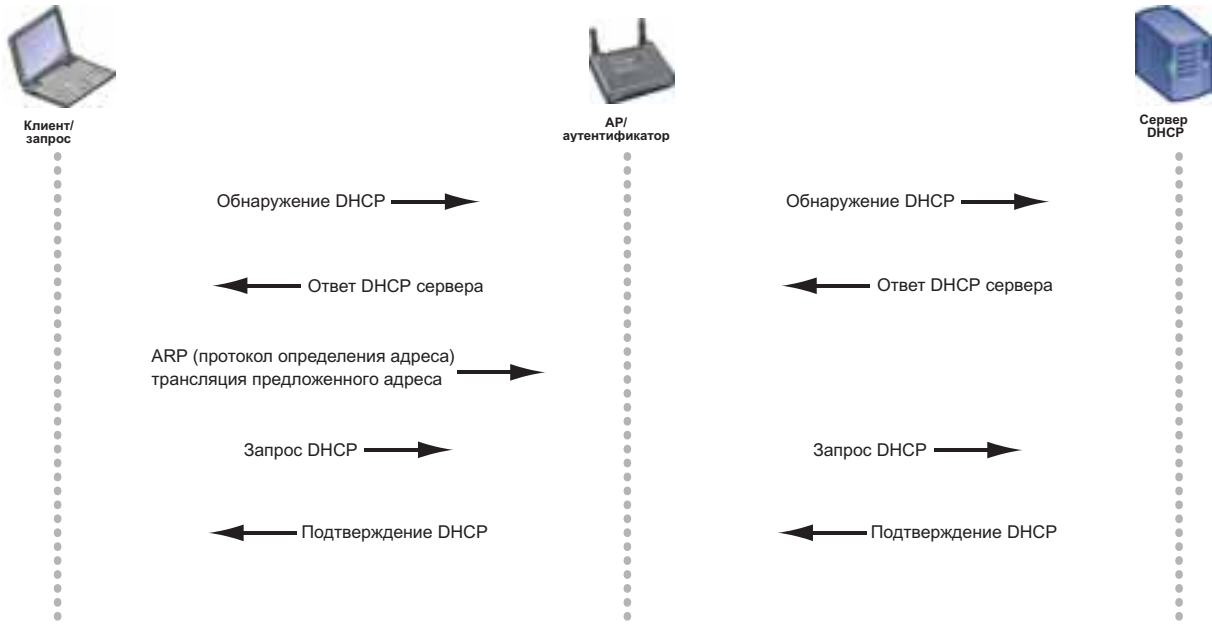 Клиент/
запрос
AP/
аутентификатор
Сервер
DHCP
Обнаружение DHCP
Обнаружение DHCP
Ответ DHCP сервера
Ответ DHCP сервера
ARP (протокол определения адреса)
трансляция предложенного адреса
Запрос DHCP
Запрос DHCP
Подтверждение DHCP
Подтверждение DHCP